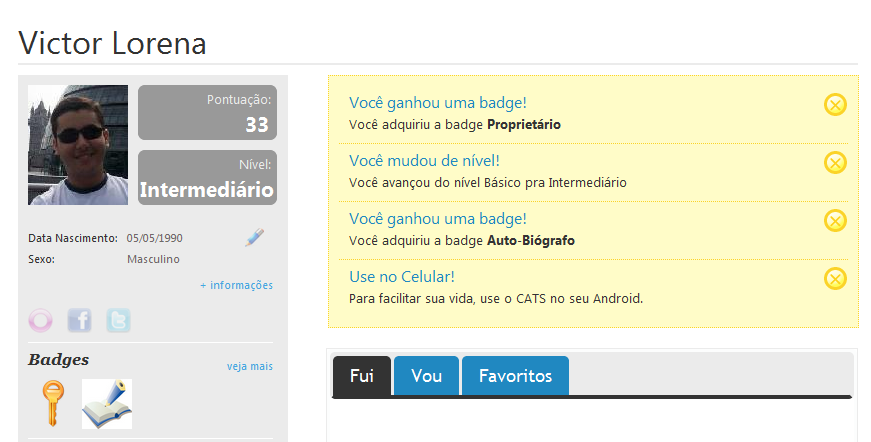 Victor Lorena
Pontuação:
33
Nível:
Intermediário
Data Nascimento: 05/05/1990
Sexo: Masculino
+ informações
Badges
veja mais
Você ganhou uma badge!
Você adquiriu a badge Proprietário
Você mudou de nível!
Você avançou do nível Básico pra Intermediário
Você ganhou uma badge!
Você adquiriu a badge Auto-Biógrafo
Use no Celular!
Para facilitar sua vida, use o CATS no seu Android.
Fui
Vou
Favoritos